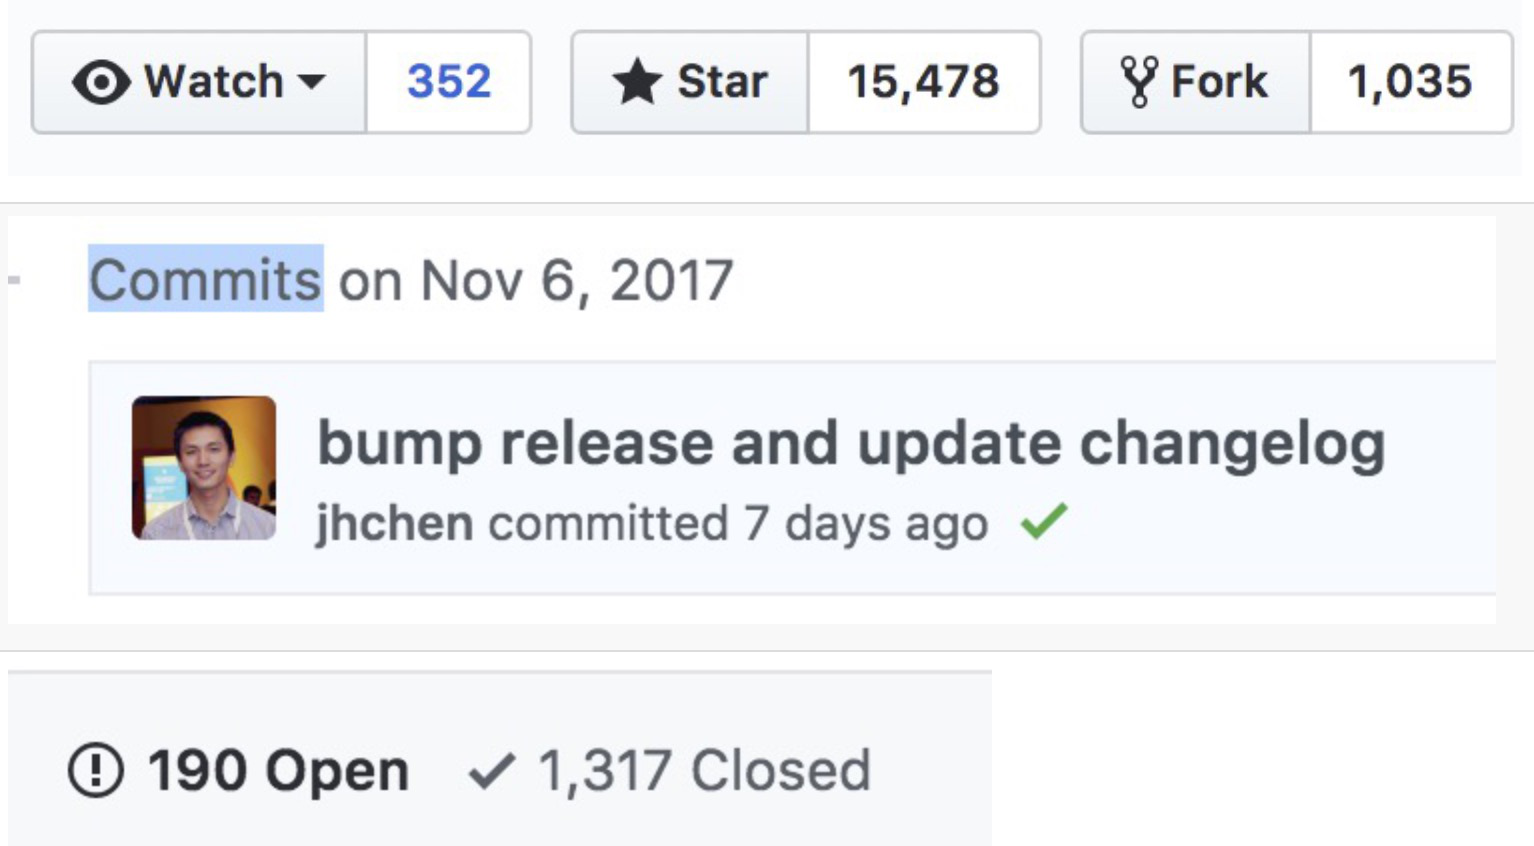 Watch 352 Star 15,478 Fork 1,035
Commits on Nov 6, 2017
bump release and update changelog
jhchen committed 7 days ago
190 Open 1,317 Closed